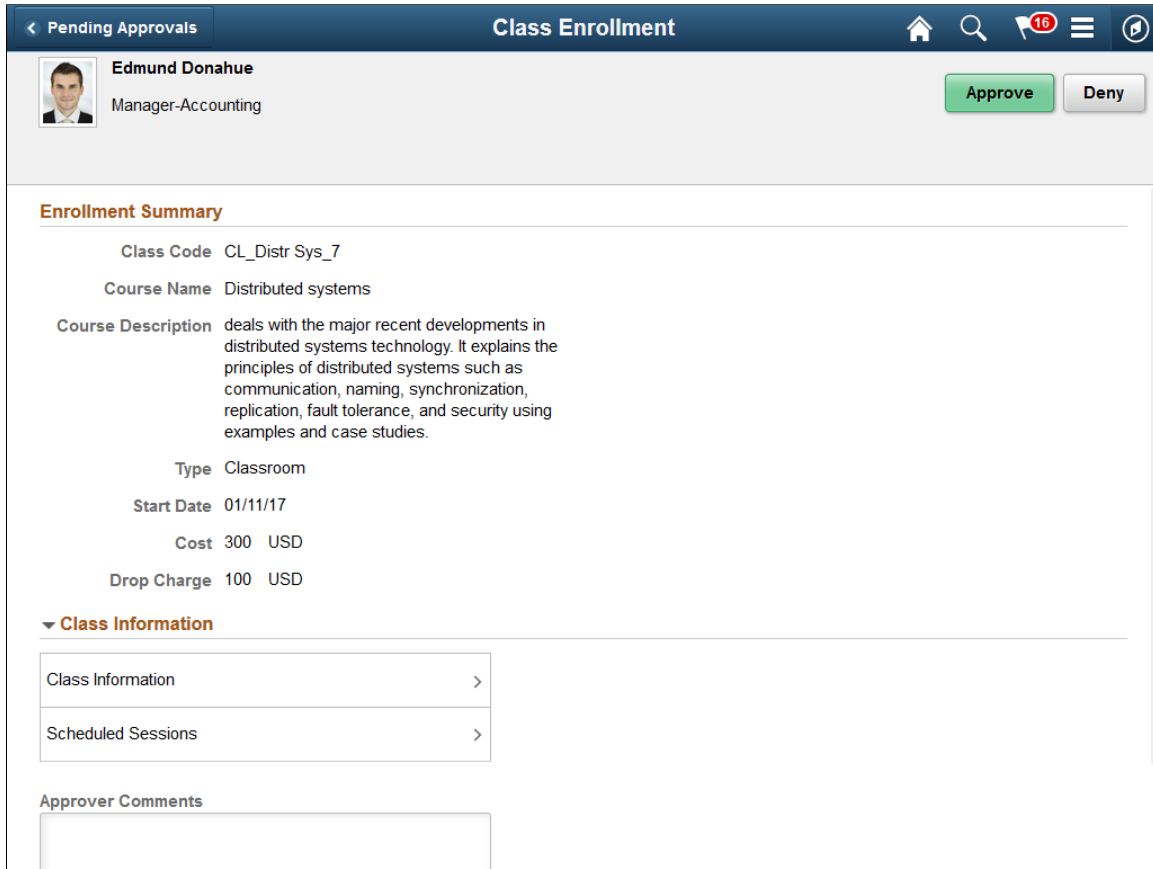 Pending Approvals
Class Enrollment
16
Edmund Donahue
Manager-Accounting
Approve
Deny
Enrollment Summary
Class Code CL_Distr Sys_7
Course Name Distributed systems
Course Description deals with the major recent developments in
distributed systems technology. It explains the
principles of distributed systems such as
communication, naming, synchronization,
replication, fault tolerance, and security using
examples and case studies.
Type Classroom
Start Date 01/11/17
Cost 300 USD
Drop Charge 100 USD
Class Information
Class Information
Scheduled Sessions
Approver Comments